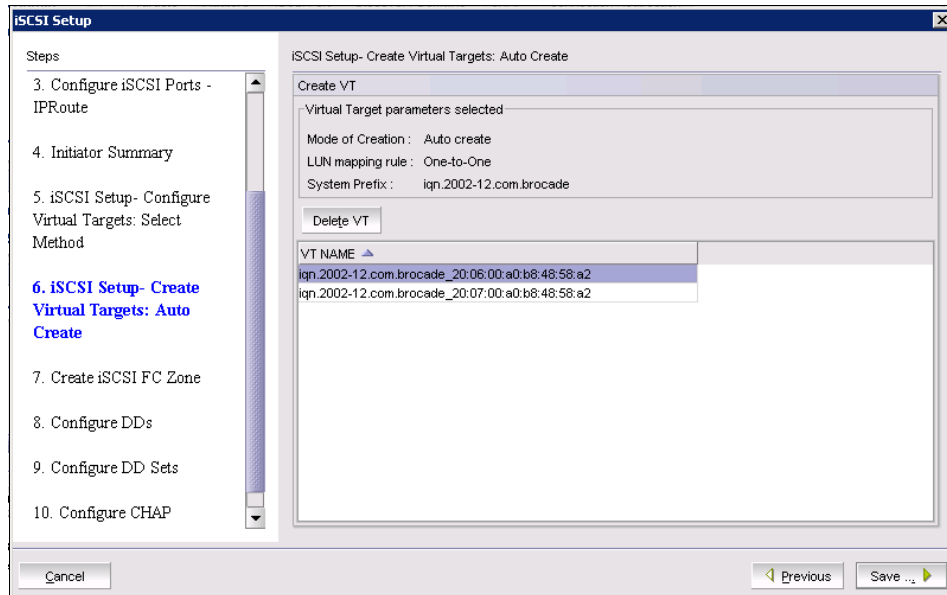 iSCSI Setup
Steps
3. Configure iSCSI Ports -
IPRoute
4. Initiator Summary
5. iSCSI Setup- Configure
Virtual Targets: Select
Method
6. iSCSI Setup- Create
Virtual Targets: Auto
Create
7. Create iSCSI FC Zone
8. Configure DDs
9. Configure DD Sets
10. Configure CHAP
iSCSI Setup- Create Virtual Targets: Auto Create
Create VT
Virtual Target parameters selected
Mode of Creation : Auto create
LUN mapping rule : One-to-One
System Prefix : iqn.2002-12.com.brocade
Delete VT
VT NAME
iqn.2002-12.com.brocade_20:06:00:a0:b8:48:58:a2
iqn.2002-12.com.brocade_20:07:00:a0:b8:48:58:a2
Cancel
Previous
Save ...